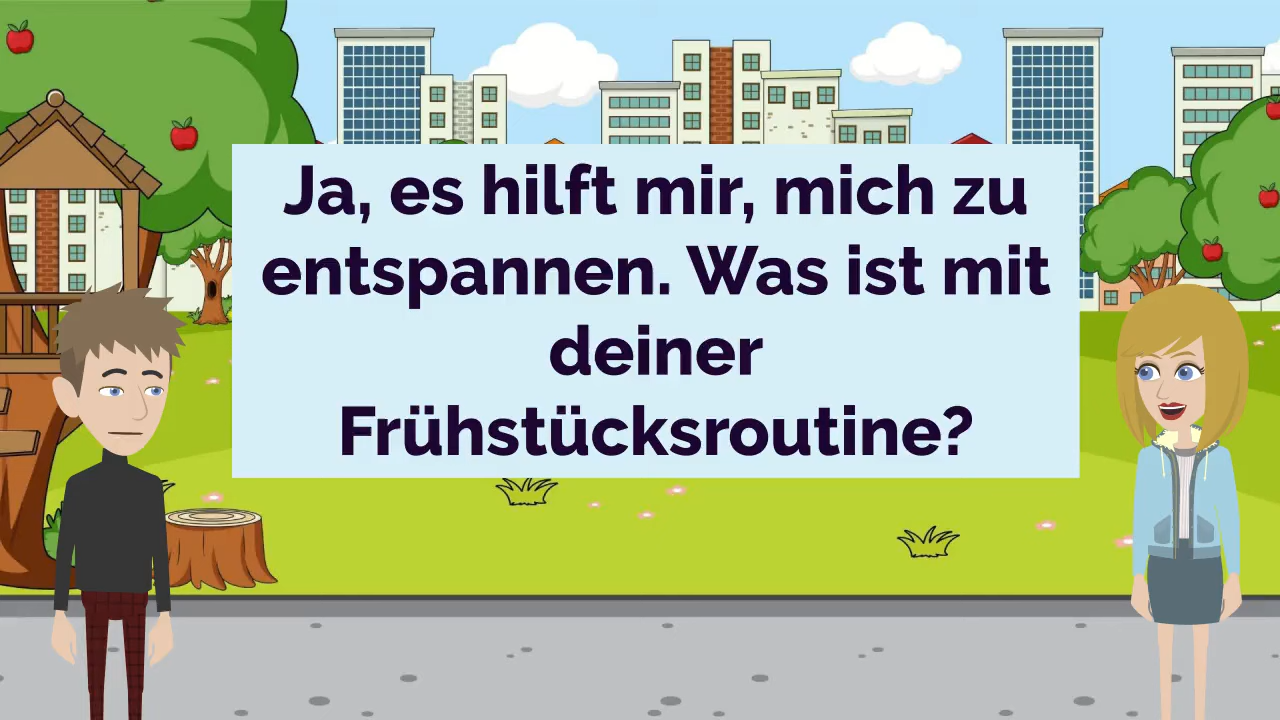 Ja, es hilft mir, mich zu
entspannen. Was ist mit
deiner
Frühstücksroutine?